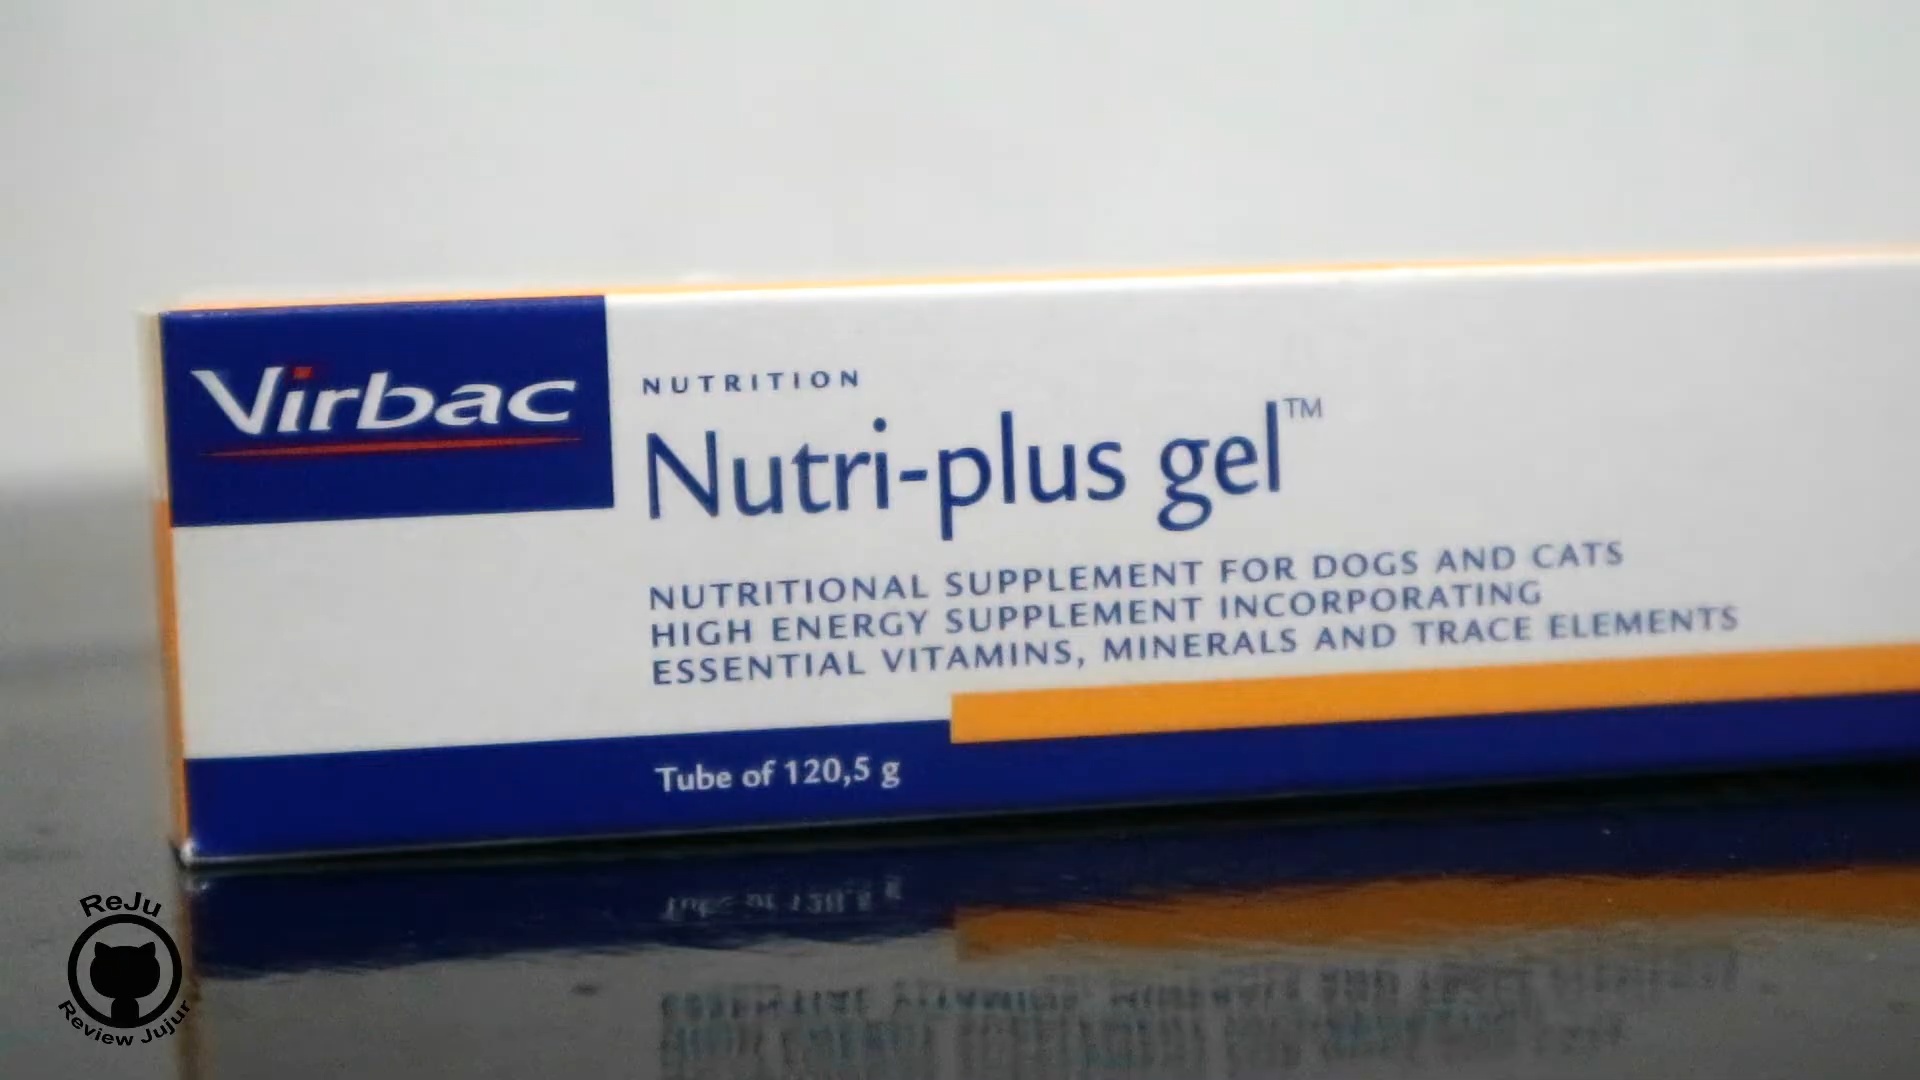 Virbac
NUTRITION
Nutri-plus gel™
NUTRITIONAL SUPPLEMENT FOR DOGS AND CATS
HIGH ENERGY SUPPLEMENT INCORPORATING
ESSENTIAL VITAMINS, MINERALS AND TRACE ELEMENTS
Tube of 120,5 g
ReJu
Review Jujur